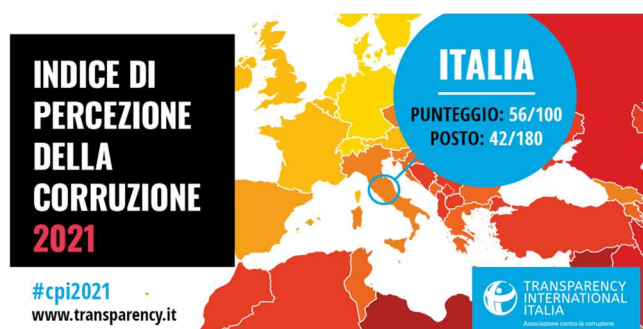 INDICE DI
PERCEZIONE
DELLA
CORRUZIONE
2021
#cpi2021
www.transparency.it
ITALIA
PUNTEGGIO: 56/100
POSTO: 42/180
TRANSPARENCY
INTERNATIONAL
ITALIA
Associazione contro la corruzione